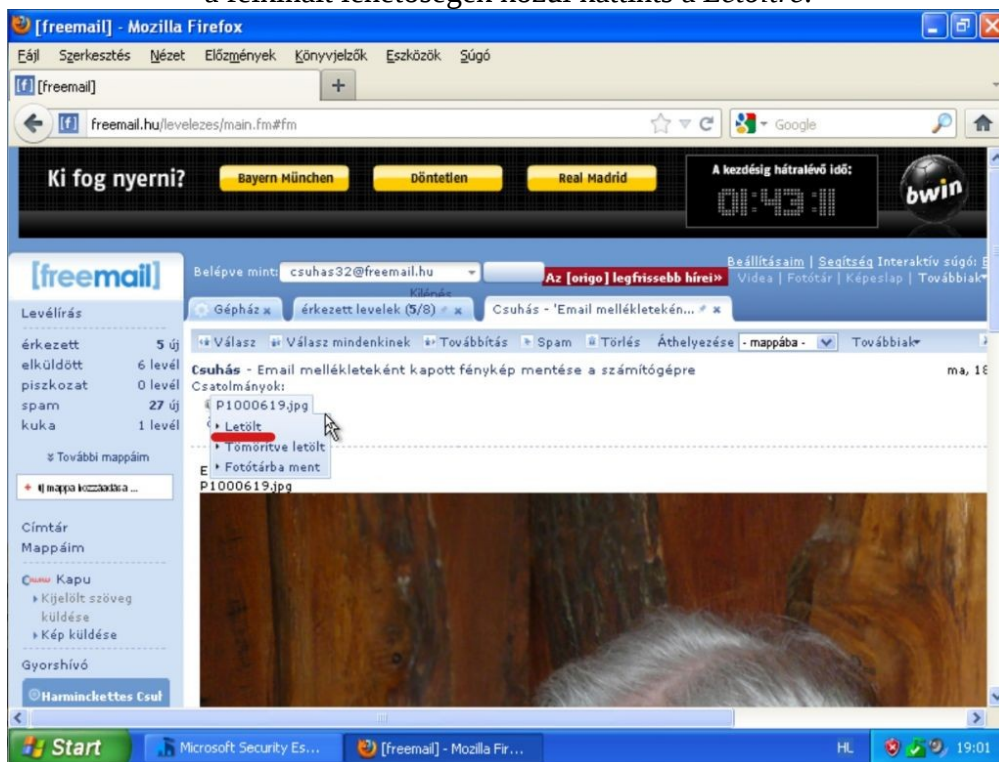 a felkínált lehetőségek közül kattints a Letöltre.
[freemail] - Mozilla Firefox
Fájl Szerkesztés Nézet Előzmények Könyvjelzők Eszközök Súgó
[freemail] +
freemail.hu/levelezes/main.fm#fm Google
Ki fog nyerni? Bayern München Döntetlen Real Madrid A kezdésig hátralévő idő:
01:43: bwin
[freemail] Belépve mint: csuhas32@freemail.hu Az [origo] legfrissebb hírei» Beállításaim | Segítség Interaktív súgó:
Kilépés Videa | Fotótár | Képeslap | Továbbiak
Levélírás Gépház x érkezett levelek (5/8) x Csuhás - 'Email mellékletekén... x
érkezett 5 új
Válasz Válasz mindenkinek Továbbítás Spam Törlés Áthelyezése - mappába - Továbbiak
elküldött 6 levél
Csuhás - Email mellékleteként kapott fénykép mentése a számítógépre ma, 18
piszkozat 0 levél
Csatolmányok:
spam 27 új
P1000619.jpg
kuka 1 levél
Letölt
Tömörítve letölt
További mappáim
Fotótárba ment
E
P1000619.jpg
+ új mappa hozzáadása ...
Címtár
Mappáim
Kapu
Kijelölt szöveg
küldése
Kép küldése
Gyorshívó
Harminckettes Csuh
Start Microsoft Security Es... [freemail] - Mozilla Fir... HL 19:01